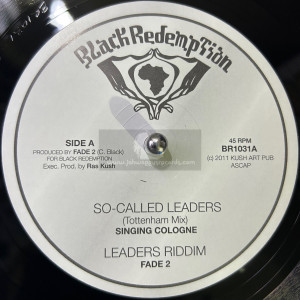 Black Redemption
SIDE A
PRODUCED BY FADE 2 (C. Black)
FOR BLACK REDEMPTION
Exec. Prod. by Ras Kush
45 RPM
BR1031A
(c) 2011 KUSH ART PUB
ASCAP
SO-CALLED LEADERS
(Tottenham Mix)
SINGING COLOGNE
LEADERS RIDDIM
FADE 2